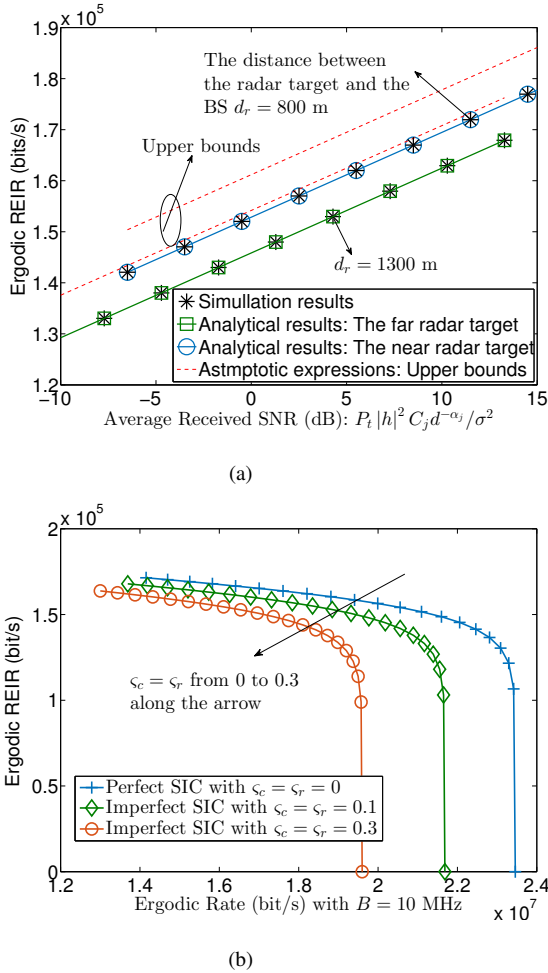 x 10^5
1.9
1.8
1.7
1.6
1.5
1.4
1.3
1.2
Ergodic REIR (bits/s)
The distance between
the radar target and the
BS d_r = 800 m
Upper bounds
d_r = 1300 m
Simullation results
Analytical results: The far radar target
Analytical results: The near radar target
Astmptotic expressions: Upper bounds
-10 -5 0 5 10 15
Average Received SNR (dB): P_t |h|^2 C_j d^{-α_j}/σ^2
(a)
x 10^5
2
1.5
1
0.5
0
Ergodic REIR (bit/s)
ς_c = ς_r from 0 to 0.3
along the arrow
Perfect SIC with ς_c = ς_r = 0
Imperfect SIC with ς_c = ς_r = 0.1
Imperfect SIC with ς_c = ς_r = 0.3
1.2 1.4 1.6 1.8 2 2.2 2.4
Ergodic Rate (bit/s) with B = 10 MHz
x 10^7
(b)